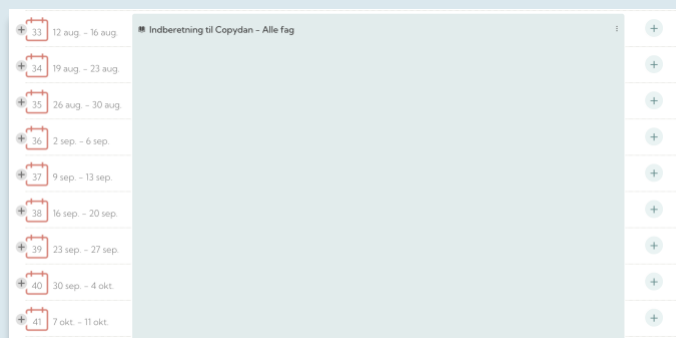 33 12 aug. - 16 aug. Indberetning til Copydan - Alle fag
34 19 aug. - 23 aug.
35 26 aug. - 30 aug.
36 2 sep. - 6 sep.
37 9 sep. - 13 sep.
38 16 sep. - 20 sep.
39 23 sep. - 27 sep.
40 30 sep. - 4 okt.
41 7 okt. - 11 okt.